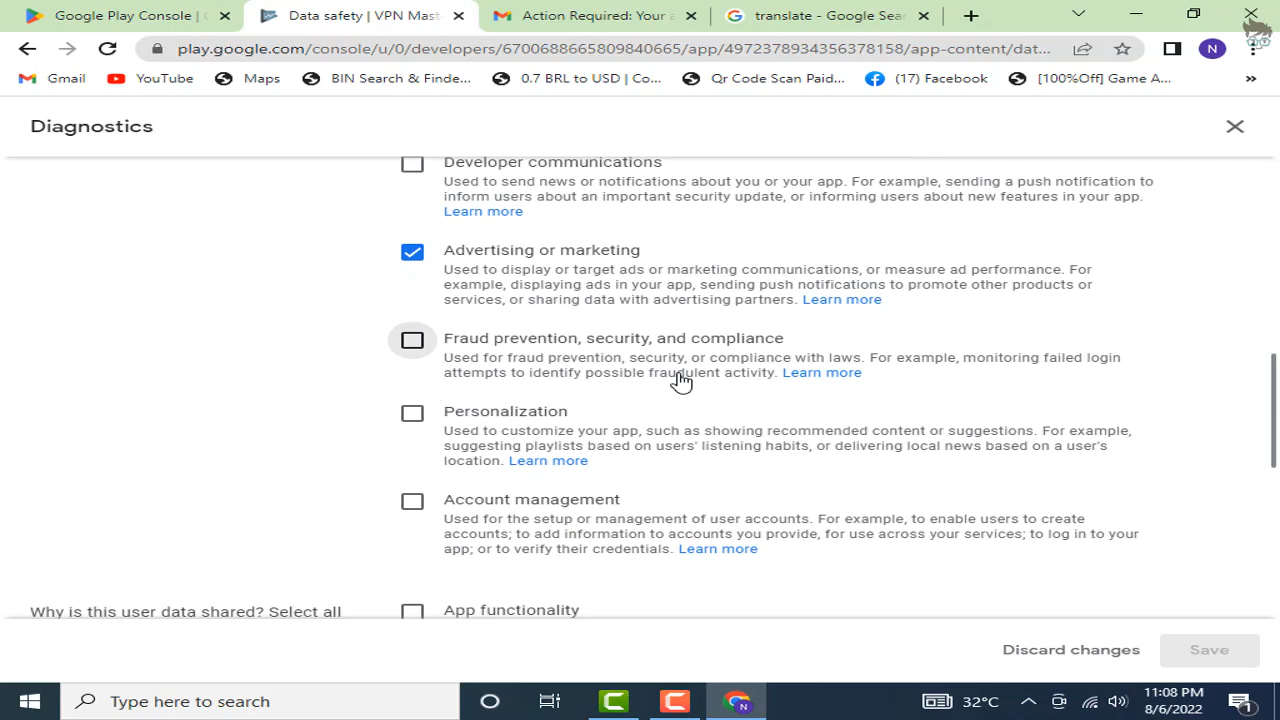 Google Play Console | 
Data safety | VPN Mast
Action Required: Your a
translate - Google Sear
play.google.com/console/u/0/developers/6700688665809840665/app/4972378934356378158/app-content/dat...
N
Gmail
YouTube
Maps
BIN Search & Finde...
0.7 BRL to USD | Co...
Qr Code Scan Paid...
(17) Facebook
[100%Off] Game A...
»
Diagnostics
Developer communications
Used to send news or notifications about you or your app. For example, sending a push notification to
inform users about an important security update, or informing users about new features in your app.
Learn more
Advertising or marketing
Used to display or target ads or marketing communications, or measure ad performance. For
example, displaying ads in your app, sending push notifications to promote other products or
services, or sharing data with advertising partners. Learn more
Fraud prevention, security, and compliance
Used for fraud prevention, security, or compliance with laws. For example, monitoring failed login
attempts to identify possible fraudulent activity. Learn more
Personalization
Used to customize your app, such as showing recommended content or suggestions. For example,
suggesting playlists based on users' listening habits, or delivering local news based on a user's
location. Learn more
Account management
Used for the setup or management of user accounts. For example, to enable users to create
accounts; to add information to accounts you provide, for use across your services; to log in to your
app; or to verify their credentials. Learn more
Why is this user data shared? Select all
App functionality
Discard changes
Save
Type here to search
32°C
11:08 PM
8/6/2022
1